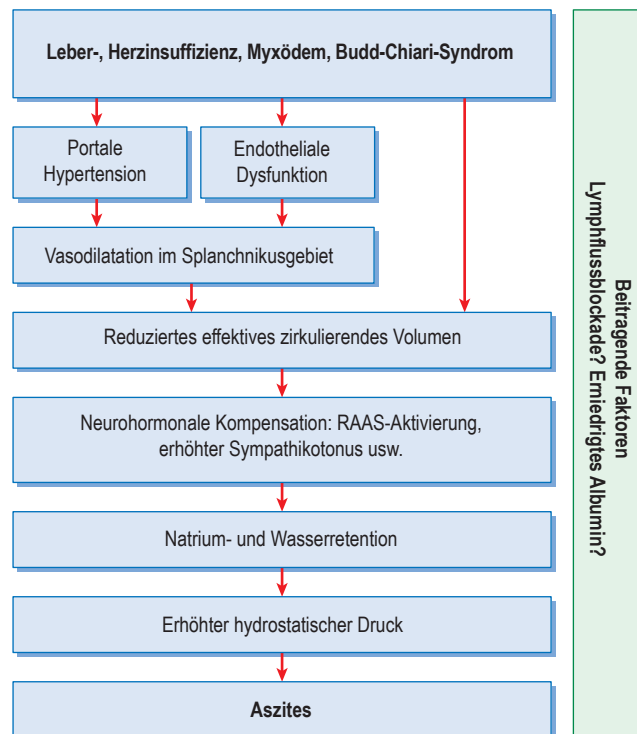 Leber-, Herzinsuffizienz, Myxödem, Budd-Chiari-Syndrom
Portale
Hypertension
Endotheliale
Dysfunktion
Vasodilatation im Splanchnikusgebiet
Reduziertes effektives zirkulierendes Volumen
Neurohormonale Kompensation: RAAS-Aktivierung,
erhöhter Sympathikotonus usw.
Natrium- und Wasserretention
Erhöhter hydrostatischer Druck
Aszites
Beitragende Faktoren
Lymphflussblockade? Erniedrigtes Albumin?